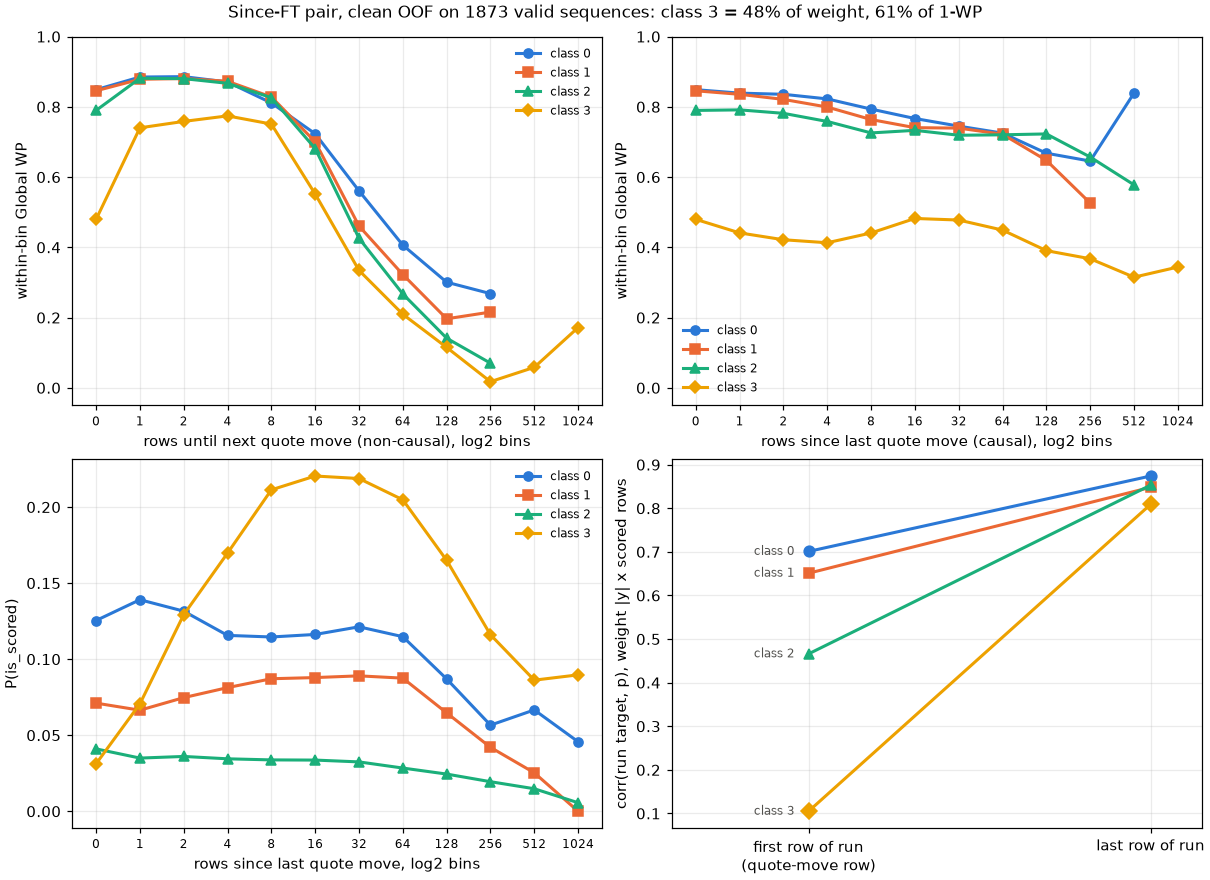 Since-FT pair, clean OOF on 1873 valid sequences: class 3 = 48% of weight, 61% of 1-WP
within-bin Global WP
1.0
0.8
0.6
0.4
0.2
0.0
class 0
class 1
class 2
class 3
0 1 2 4 8 16 32 64 128 256 512 1024
rows until next quote move (non-causal), log2 bins
within-bin Global WP
1.0
0.8
0.6
0.4
0.2
0.0
class 0
class 1
class 2
class 3
0 1 2 4 8 16 32 64 128 256 512 1024
rows since last quote move (causal), log2 bins
P(is_scored)
0.20
0.15
0.10
0.05
0.00
class 0
class 1
class 2
class 3
0 1 2 4 8 16 32 64 128 256 512 1024
rows since last quote move, log2 bins
corr(run target, p), weight |y| x scored rows
0.9
0.8
0.7
0.6
0.5
0.4
0.3
0.2
0.1
class 0
class 1
class 2
class 3
first row of run
(quote-move row)
last row of run